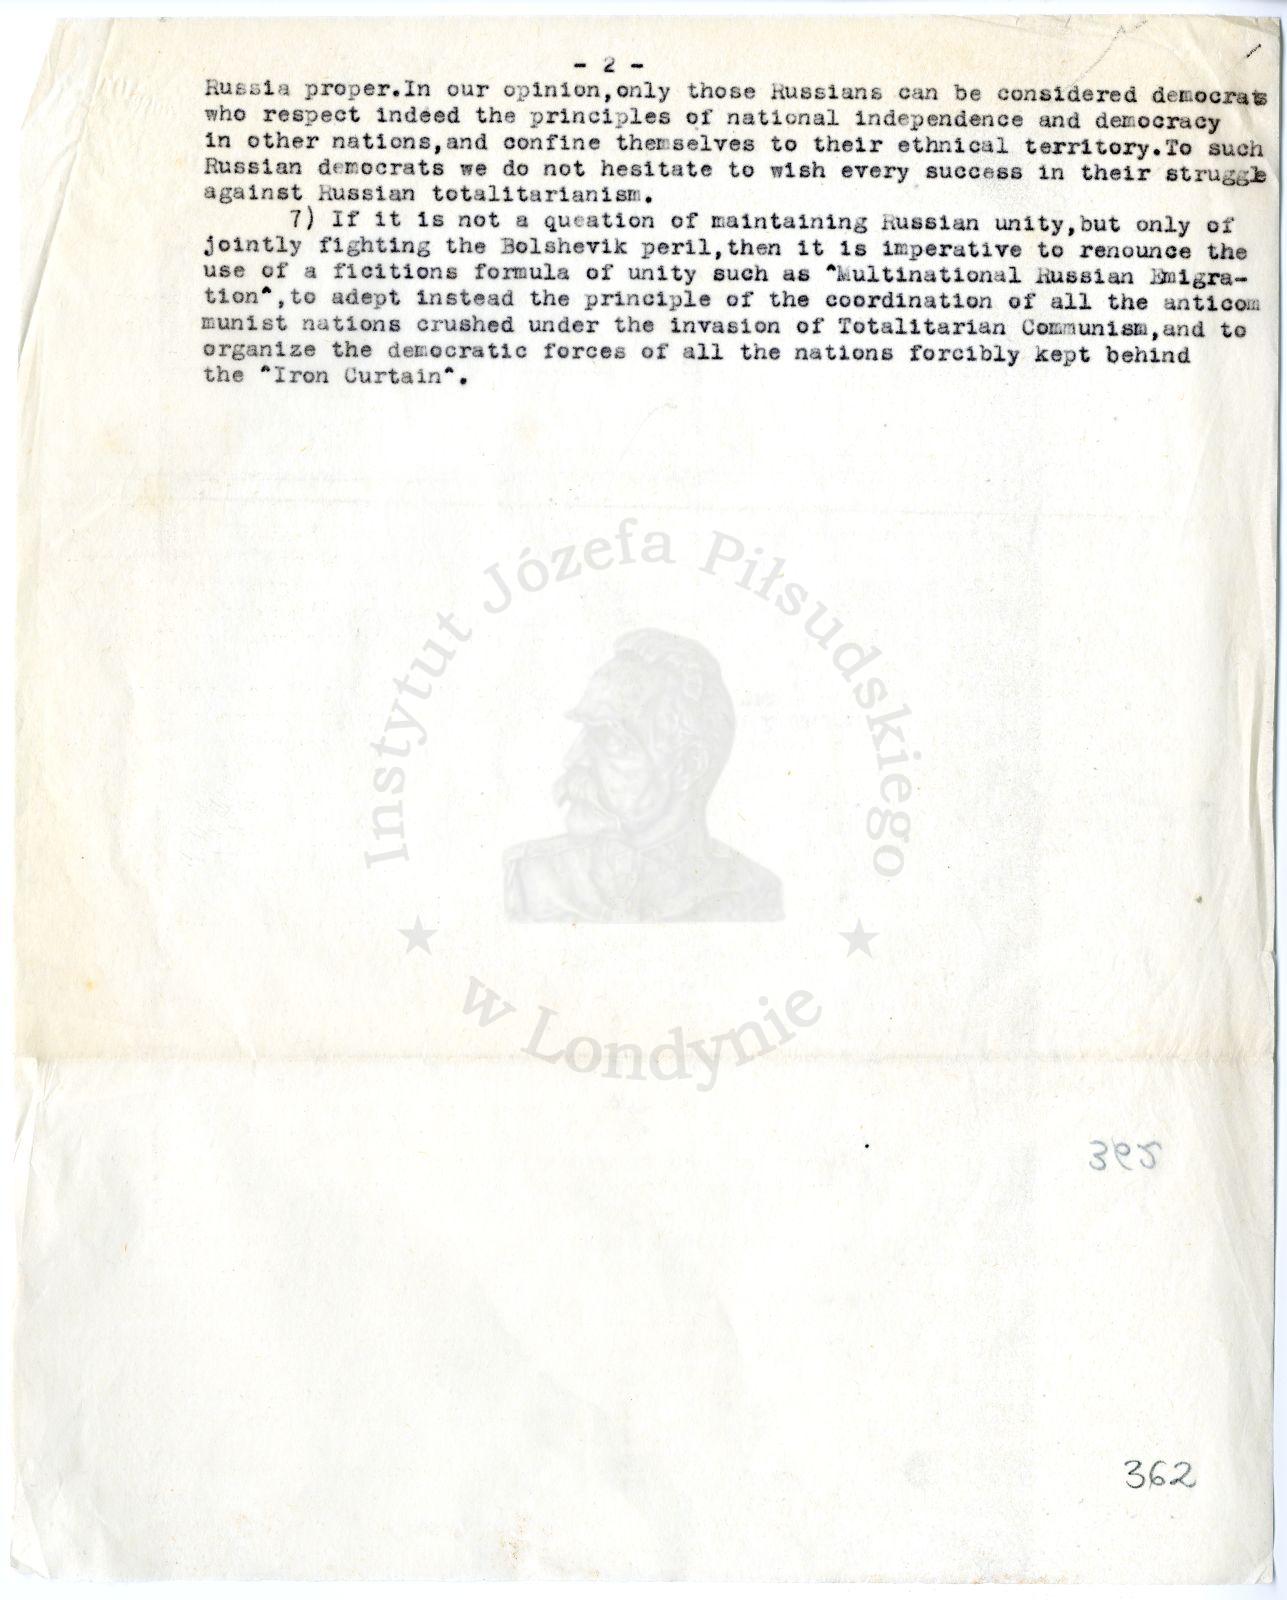 - 2 -
Russia proper.In our opinion,only those Russians can be considered democrats
who respect indeed the principles of national independence and democracy
in other nations,and confine themselves to their ethnical territory.To such
Russian democrats we do not hesitate to wish every success in their struggle
against Russian totalitarianism.
7) If it is not a queation of maintaining Russian unity,but only of
jointly fighting the Bolshevik peril,then it is imperative to renounce the
use of a ficitions formula of unity such as "Multinational Russian Emigra-
tion",to adept instead the principle of the coordination of all the anticom
munist nations crushed under the invasion of Totalitarian Communism,and to
organize the democratic forces of all the nations forcibly kept behind
the "Iron Curtain".
Instytut Józefa Piłsudskiego
w Londynie
392
362